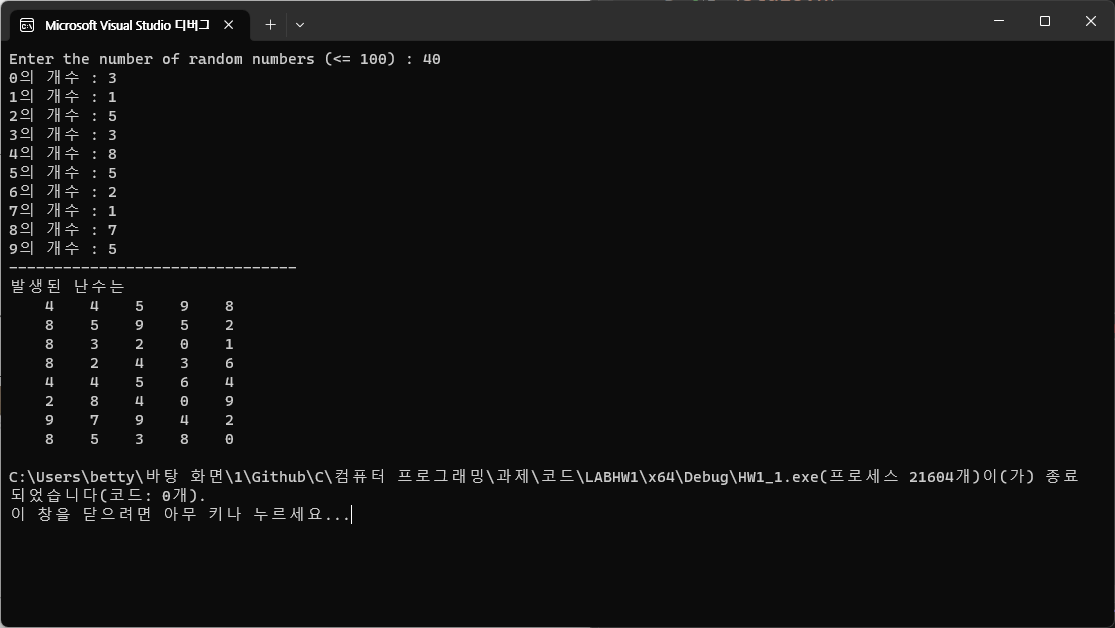 Microsoft Visual Studio 디버그
Enter the number of random numbers (<= 100) : 40
0의 개수 : 3
1의 개수 : 1
2의 개수 : 5
3의 개수 : 3
4의 개수 : 8
5의 개수 : 5
6의 개수 : 2
7의 개수 : 1
8의 개수 : 7
9의 개수 : 5
--------------------------------
발생된 난수는
4 4 5 9 8
8 5 9 5 2
8 3 2 0 1
8 2 4 3 6
4 4 5 6 4
2 8 4 0 9
9 7 9 4 2
8 5 3 8 0
C:\Users\betty\바탕 화면\1\Github\C\컴퓨터 프로그래밍\과제\코드\LABHW1\x64\Debug\HW1_1.exe(프로세스 21604개)이(가) 종료
되었습니다(코드: 0개).
이 창을 닫으려면 아무 키나 누르세요...